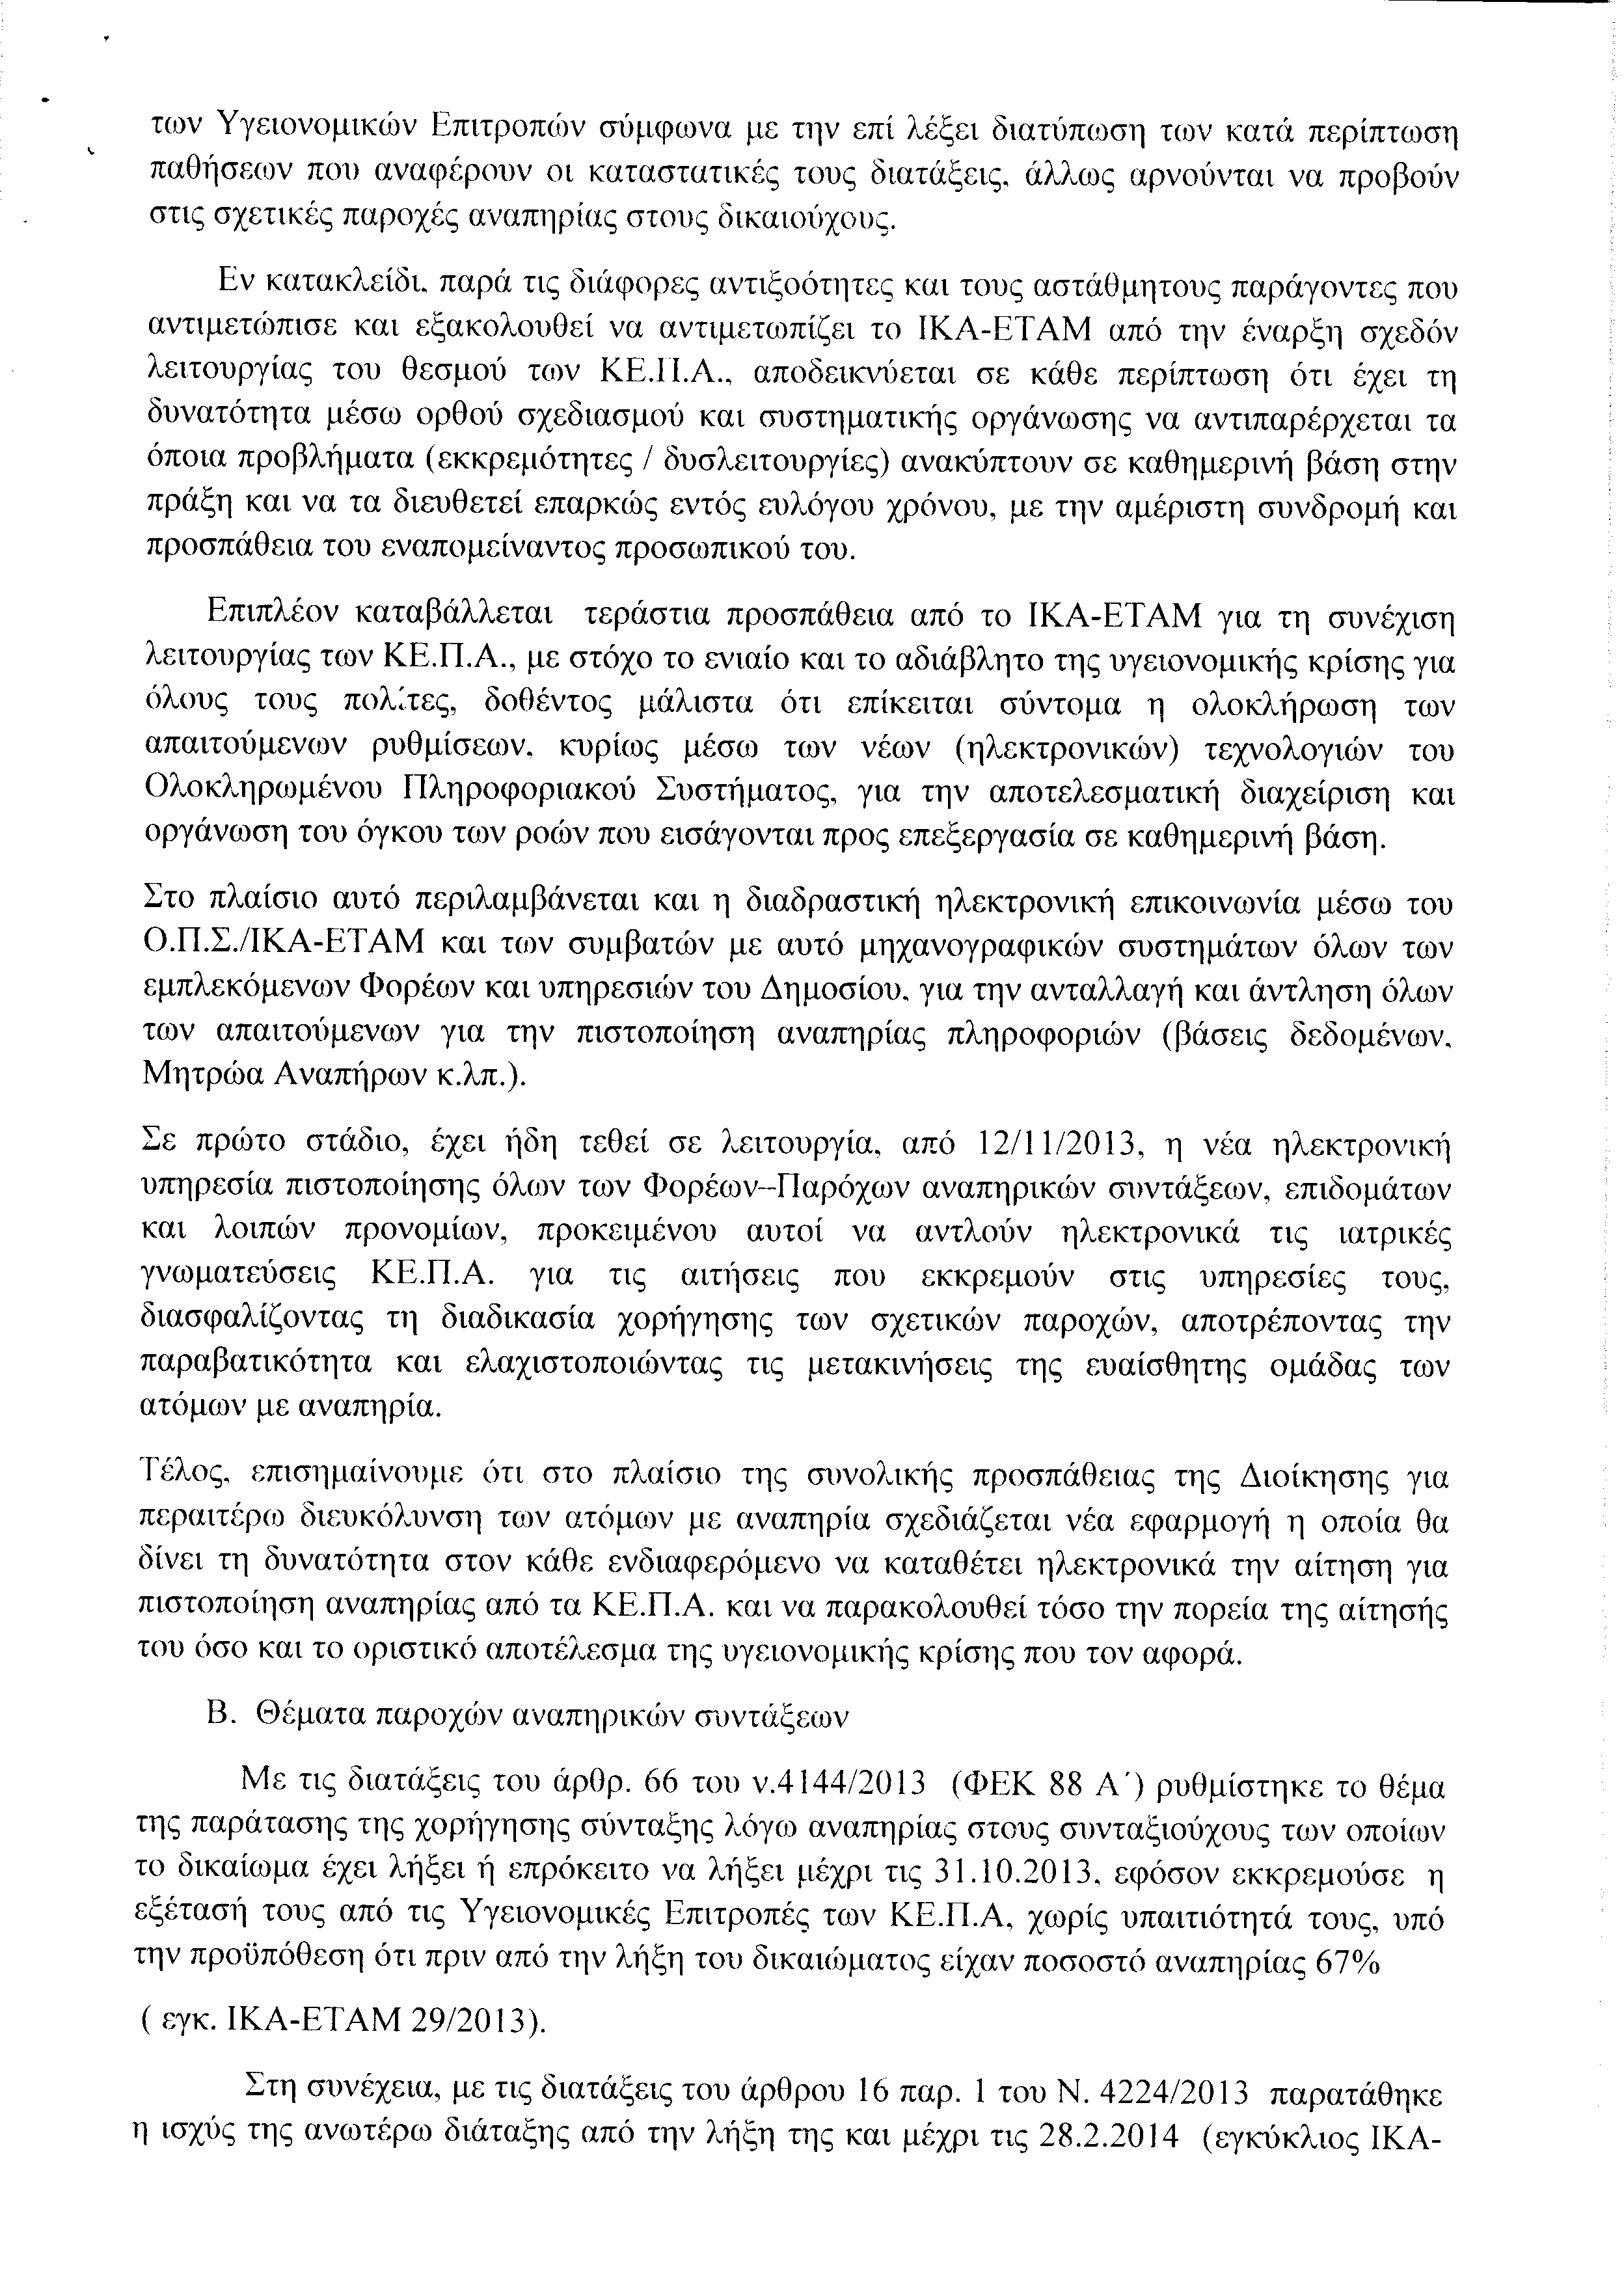 των Υγειονομικών Επιτροπών σύμφωνα με την επί λέξει διατύπωση των κατά περίπτωση
παθήσεων που αναφέρουν οι καταστατικές τους διατάξεις, άλλως αρνούνται να προβούν
στις σχετικές παροχές αναπηρίας στους δικαιούχους.
Εν κατακλείδι, παρά τις διάφορες αντιξοότητες και τους αστάθμητους παράγοντες που
αντιμετώπισε και εξακολουθεί να αντιμετωπίζει το ΙΚΑ-ΕΤΑΜ από την έναρξη σχεδόν
λειτουργίας του θεσμού των ΚΕ.Π.Α., αποδεικνύεται σε κάθε περίπτωση ότι έχει τη
δυνατότητα μέσω ορθού σχεδιασμού και συστηματικής οργάνωσης να αντιπαρέρχεται τα
όποια προβλήματα (εκκρεμότητες / δυσλειτουργίες) ανακύπτουν σε καθημερινή βάση στην
πράξη και να τα διευθετεί επαρκώς εντός ευλόγου χρόνου, με την αμέριστη συνδρομή και
προσπάθεια του εναπομείναντος προσωπικού του.
Επιπλέον καταβάλλεται τεράστια προσπάθεια από το ΙΚΑ-ΕΤΑΜ για τη συνέχιση
λειτουργίας των ΚΕ.Π.Α., με στόχο το ενιαίο και το αδιάβλητο της υγειονομικής κρίσης για
όλους τους πολίτες, δοθέντος μάλιστα ότι επίκειται σύντομα η ολοκλήρωση των
απαιτούμενων ρυθμίσεων, κυρίως μέσω των νέων (ηλεκτρονικών) τεχνολογιών του
Ολοκληρωμένου Πληροφοριακού Συστήματος, για την αποτελεσματική διαχείριση και
οργάνωση του όγκου των ροών που εισάγονται προς επεξεργασία σε καθημερινή βάση.
Στο πλαίσιο αυτό περιλαμβάνεται και η διαδραστική ηλεκτρονική επικοινωνία μέσω του
Ο.Π.Σ./ΙΚΑ-ΕΤΑΜ και των συμβατών με αυτό μηχανογραφικών συστημάτων όλων των
εμπλεκόμενων Φορέων και υπηρεσιών του Δημοσίου, για την ανταλλαγή και άντληση όλων
των απαιτούμενων για την πιστοποίηση αναπηρίας πληροφοριών (βάσεις δεδομένων,
Μητρώα Αναπήρων κ.λπ.).
Σε πρώτο στάδιο, έχει ήδη τεθεί σε λειτουργία, από 12/11/2013, η νέα ηλεκτρονική
υπηρεσία πιστοποίησης όλων των Φορέων–Παρόχων αναπηρικών συντάξεων, επιδομάτων
και λοιπών προνομίων, προκειμένου αυτοί να αντλούν ηλεκτρονικά τις ιατρικές
γνωματεύσεις ΚΕ.Π.Α. για τις αιτήσεις που εκκρεμούν στις υπηρεσίες τους,
διασφαλίζοντας τη διαδικασία χορήγησης των σχετικών παροχών, αποτρέποντας την
παραβατικότητα και ελαχιστοποιώντας τις μετακινήσεις της ευαίσθητης ομάδας των
ατόμων με αναπηρία.
Τέλος, επισημαίνουμε ότι στο πλαίσιο της συνολικής προσπάθειας της Διοίκησης για
περαιτέρω διευκόλυνση των ατόμων με αναπηρία σχεδιάζεται νέα εφαρμογή η οποία θα
δίνει τη δυνατότητα στον κάθε ενδιαφερόμενο να καταθέτει ηλεκτρονικά την αίτηση για
πιστοποίηση αναπηρίας από τα ΚΕ.Π.Α. και να παρακολουθεί τόσο την πορεία της αίτησής
του όσο και το οριστικό αποτέλεσμα της υγειονομικής κρίσης που τον αφορά.
Β. Θέματα παροχών αναπηρικών συντάξεων
Με τις διατάξεις του άρθρ. 66 του ν.4144/2013 (ΦΕΚ 88 Α΄) ρυθμίστηκε το θέμα
της παράτασης της χορήγησης σύνταξης λόγω αναπηρίας στους συνταξιούχους των οποίων
το δικαίωμα έχει λήξει ή επρόκειτο να λήξει μέχρι τις 31.10.2013, εφόσον εκκρεμούσε η
εξέτασή τους από τις Υγειονομικές Επιτροπές των ΚΕ.Π.Α, χωρίς υπαιτιότητά τους, υπό
την προϋπόθεση ότι πριν από την λήξη του δικαιώματος είχαν ποσοστό αναπηρίας 67%
( εγκ. ΙΚΑ-ΕΤΑΜ 29/2013).
Στη συνέχεια, με τις διατάξεις του άρθρου 16 παρ. 1 του Ν. 4224/2013 παρατάθηκε
η ισχύς της ανωτέρω διάταξης από την λήξη της και μέχρι τις 28.2.2014 (εγκύκλιος ΙΚΑ-